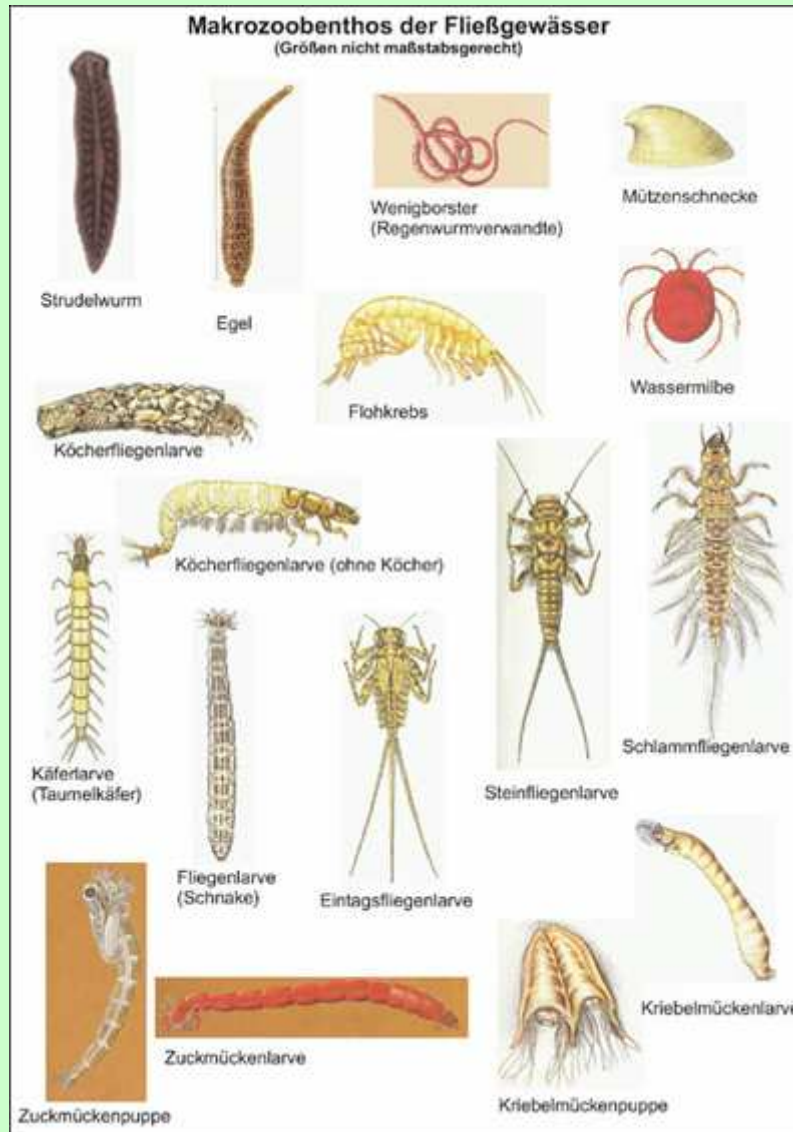 Makrozoobenthos der Fließgewässer
(Größen nicht maßstabsgerecht)
Strudelwurm
Egel
Wenigborster
(Regenwurmverwandte)
Mützenschnecke
Flohkrebs
Wassermilbe
Köcherfliegenlarve
Köcherfliegenlarve (ohne Köcher)
Käferlarve
(Taumelkäfer)
Fliegenlarve
(Schnake)
Eintagsfliegenlarve
Steinfliegenlarve
Schlammfliegenlarve
Zuckmückenpuppe
Zuckmückenlarve
Kriebelmückenpuppe
Kriebelmückenlarve